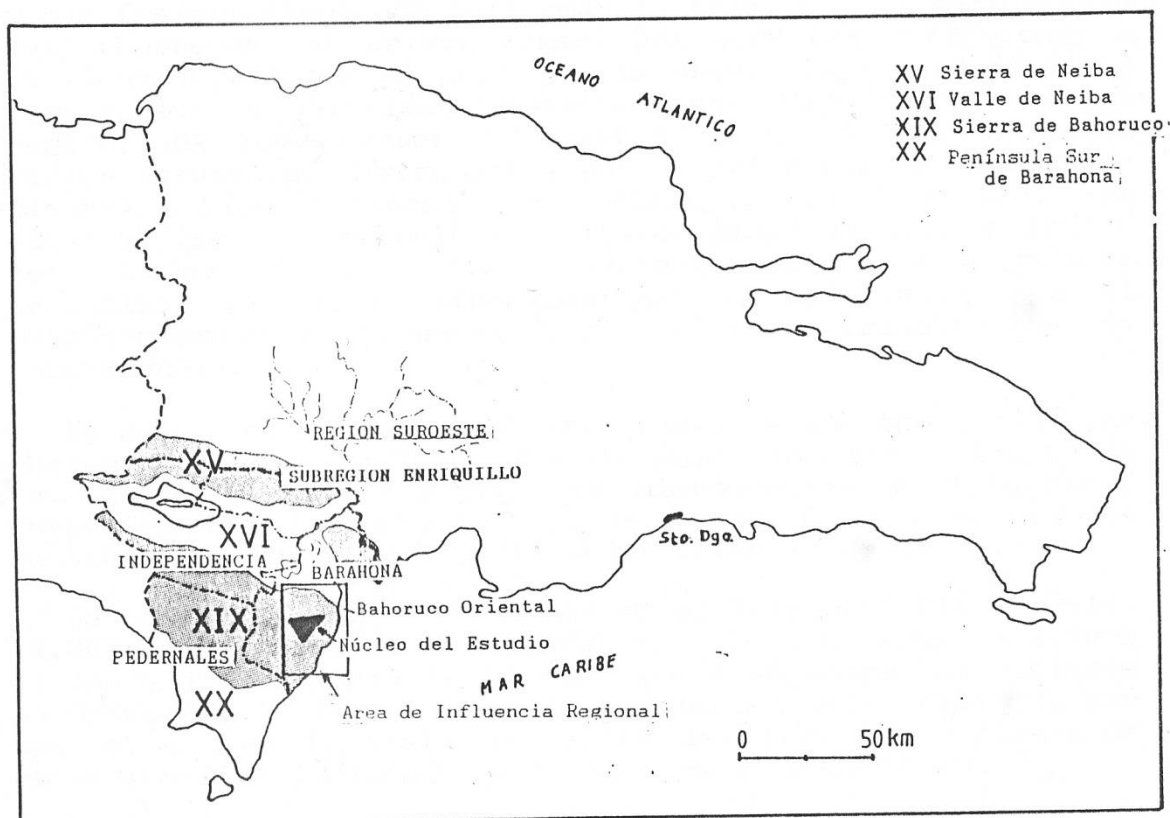 OCEANO
ATLANTICO
XV Sierra de Neiba
XVI Valle de Neiba
XIX Sierra de Bahoruco
XX Península Sur
de Barahona
REGION SUROESTE
XV
SUBREGION ENRIQUILLO
XVI
Sto. Dgo.
INDEPENDENCIA
BARAHONA
Bahoruco Oriental
XIX
Núcleo del Estudio
PEDERNALES
MAR CARIBE
XX
Area de Influencia Regional
0 50km